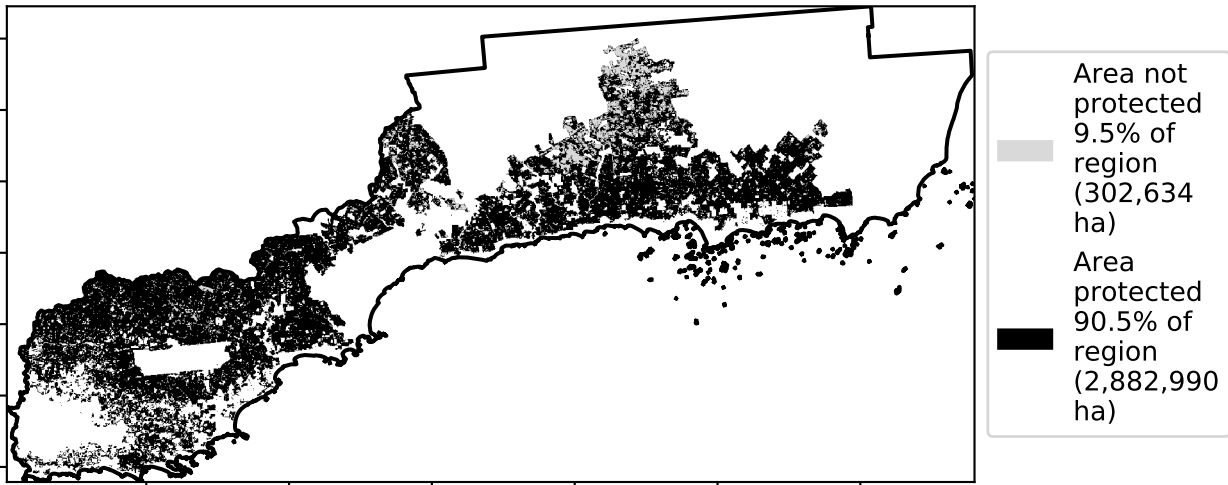 Area not
protected
9.5% of
region
(302,634
ha)
Area
protected
90.5% of
region
(2,882,990
ha)